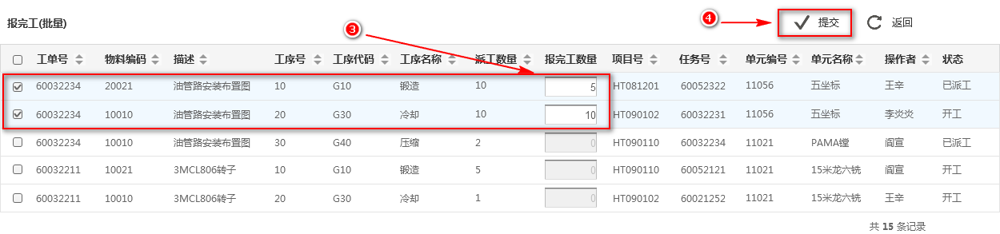 报完工(批量) 4 提交 返回
3
工单号 物料编码 描述 工序号 工序代码 工序名称 派工数量 报完工数量 项目号 任务号 单元编号 单元名称 操作者 状态
60032234 20021 油管路安装布置图 10 G10 锻造 10 5 HT081201 60052322 11056 五坐标 王辛 已派工
60032234 10010 油管路安装布置图 20 G30 冷却 10 10 HT090102 60032231 11056 五坐标 李炎炎 开工
60032234 10010 油管路安装布置图 30 G40 压缩 2 0 HT090110 60032234 11021 PAMA镗 阎宣 已派工
60032211 10021 3MCL806转子 10 G10 锻造 5 0 HT090110 60052121 11021 15米龙六铣 阎宣 开工
60032211 10010 3MCL806转子 20 G30 冷却 1 0 HT090102 60021252 11021 15米龙六铣 王辛 开工
共 15 条记录